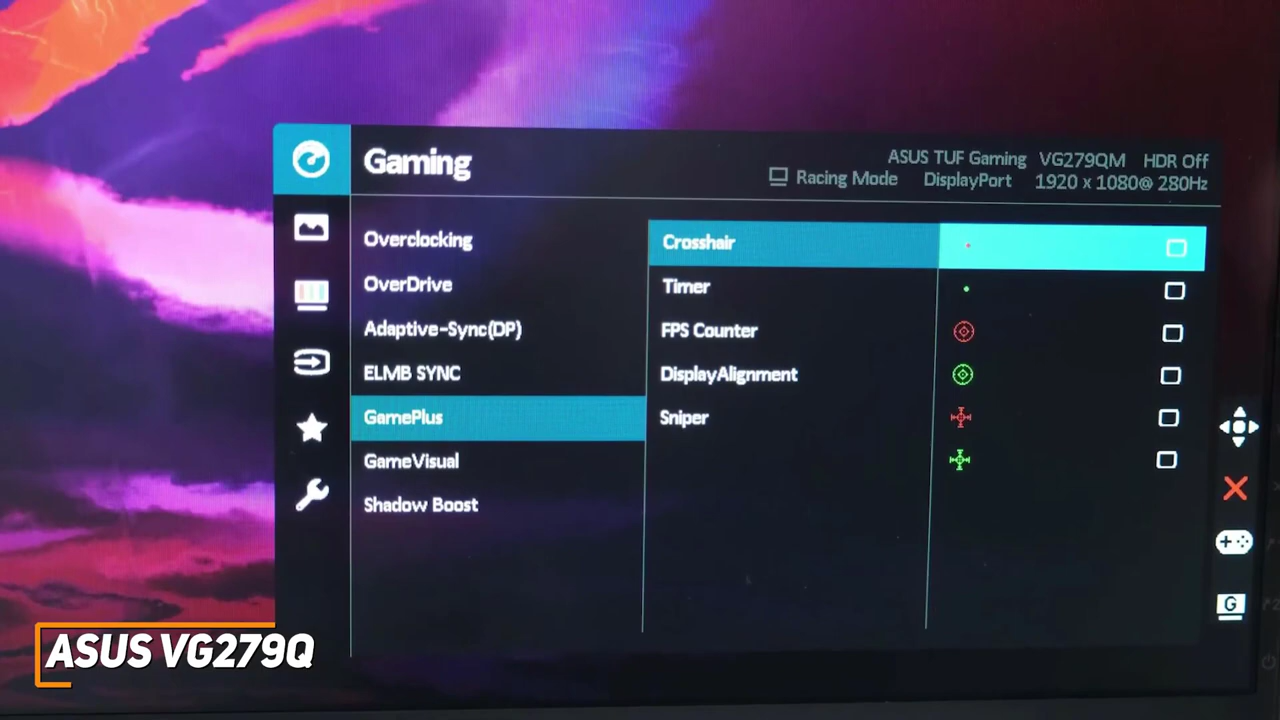 Gaming
ASUS TUF Gaming VG279QM HDR Off
Racing Mode DisplayPort 1920 x 1080@ 280Hz
Overclocking
OverDrive
Adaptive-Sync(DP)
ELMB SYNC
GamePlus
GameVisual
Shadow Boost
Crosshair
Timer
FPS Counter
DisplayAlignment
Sniper
G
ASUS VG279Q